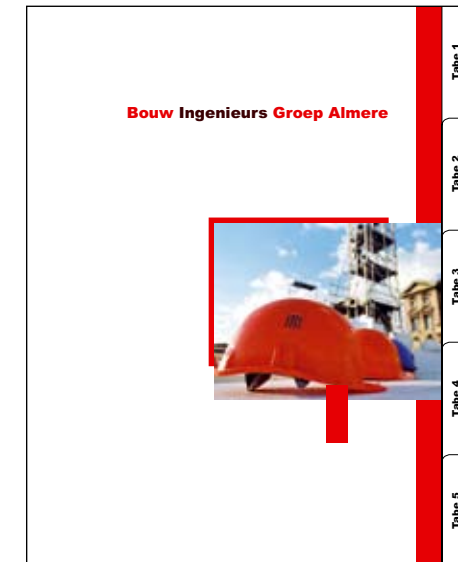 Bouw Ingenieurs Groep Almere
Tabe 1
Tabe 2
Tabe 3
Tabe 4
Tabe 5